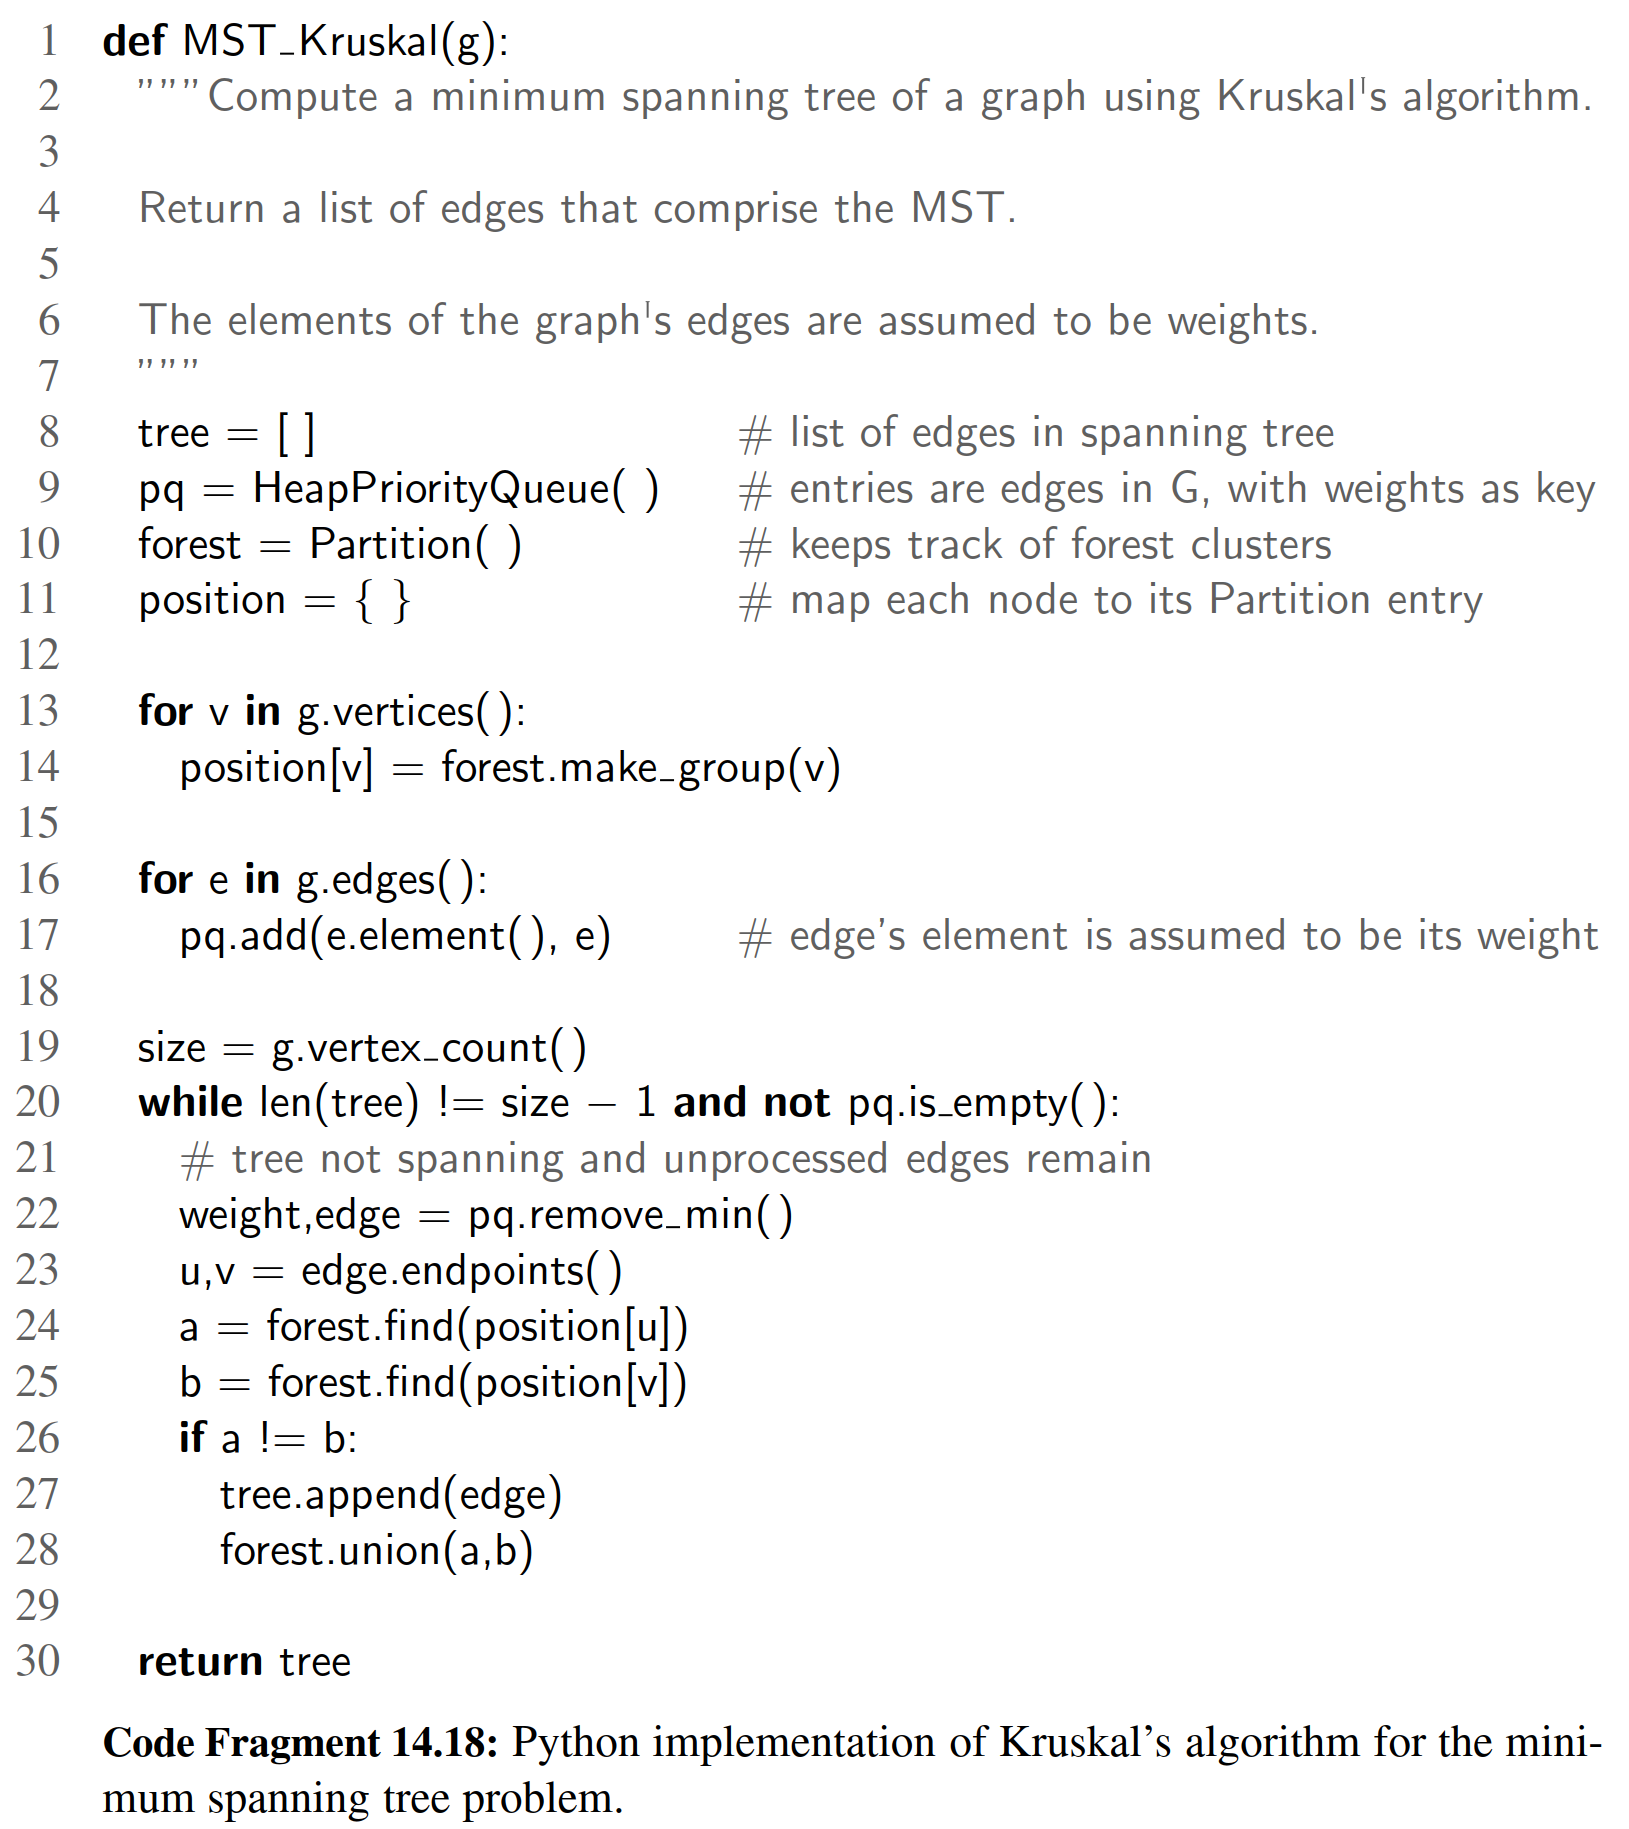 1 def MST_Kruskal(g):
2 """Compute a minimum spanning tree of a graph using Kruskal's algorithm.
3
4 Return a list of edges that comprise the MST.
5
6 The elements of the graph's edges are assumed to be weights.
7 """
8 tree = [ ] # list of edges in spanning tree
9 pq = HeapPriorityQueue( ) # entries are edges in G, with weights as key
10 forest = Partition( ) # keeps track of forest clusters
11 position = { } # map each node to its Partition entry
12
13 for v in g.vertices():
14 position[v] = forest.make_group(v)
15
16 for e in g.edges():
17 pq.add(e.element(), e) # edge's element is assumed to be its weight
18
19 size = g.vertex_count()
20 while len(tree) != size − 1 and not pq.is_empty():
21 # tree not spanning and unprocessed edges remain
22 weight,edge = pq.remove_min()
23 u,v = edge.endpoints()
24 a = forest.find(position[u])
25 b = forest.find(position[v])
26 if a != b:
27 tree.append(edge)
28 forest.union(a,b)
29
30 return tree
Code Fragment 14.18: Python implementation of Kruskal's algorithm for the mini-
mum spanning tree problem.